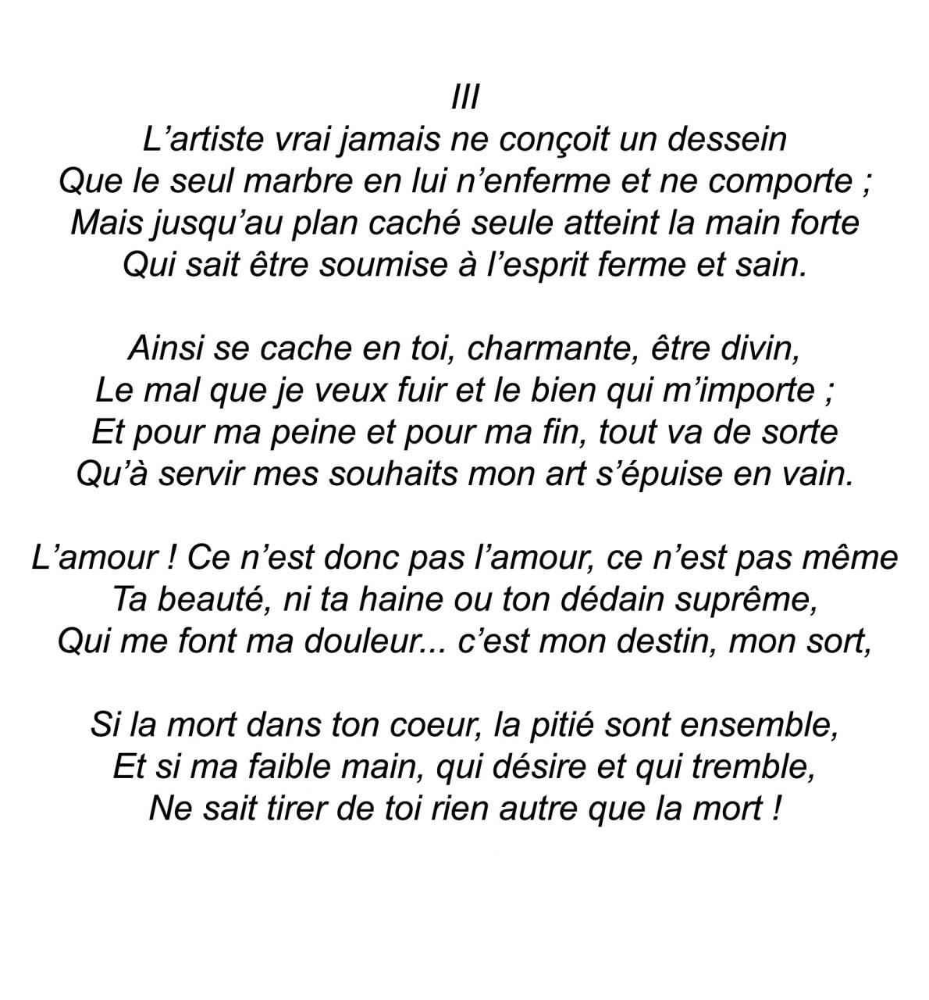 III
L’artiste vrai jamais ne conçoit un dessein
Que le seul marbre en lui n’enferme et ne comporte ;
Mais jusqu’au plan caché seule atteint la main forte
Qui sait être soumise à l’esprit ferme et sain.
Ainsi se cache en toi, charmante, être divin,
Le mal que je veux fuir et le bien qui m’importe ;
Et pour ma peine et pour ma fin, tout va de sorte
Qu’à servir mes souhaits mon art s’épuise en vain.
L’amour ! Ce n’est donc pas l’amour, ce n’est pas même
Ta beauté, ni ta haine ou ton dédain suprême,
Qui me font ma douleur... c’est mon destin, mon sort,
Si la mort dans ton coeur, la pitié sont ensemble,
Et si ma faible main, qui désire et qui tremble,
Ne sait tirer de toi rien autre que la mort !